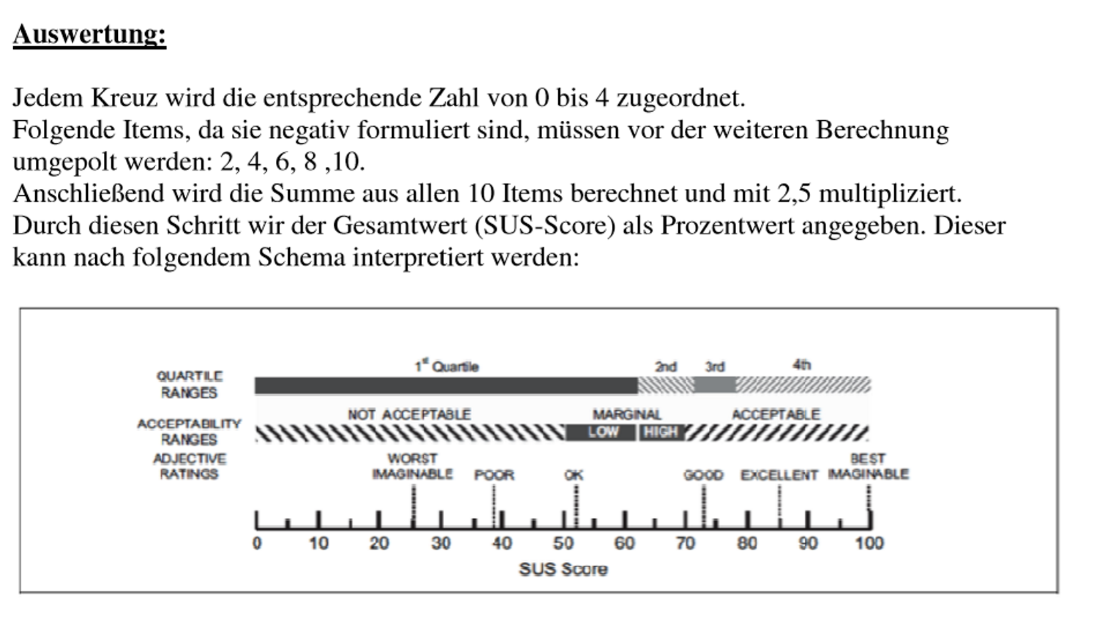 Auswertung:
Jedem Kreuz wird die entsprechende Zahl von 0 bis 4 zugeordnet.
Folgende Items, da sie negativ formuliert sind, müssen vor der weiteren Berechnung
umgepolt werden: 2, 4, 6, 8 ,10.
Anschließend wird die Summe aus allen 10 Items berechnet und mit 2,5 multipliziert.
Durch diesen Schritt wir der Gesamtwert (SUS-Score) als Prozentwert angegeben. Dieser
kann nach folgendem Schema interpretiert werden:
1st Quartile 2nd 3rd 4th
QUARTILE
RANGES
NOT ACCEPTABLE MARGINAL ACCEPTABLE
ACCEPTABILITY
RANGES
LOW HIGH
ADJECTIVE
RATINGS
WORST
IMAGINABLE POOR OK GOOD EXCELLENT BEST
IMAGINABLE
0 10 20 30 40 50 60 70 80 90 100
SUS Score